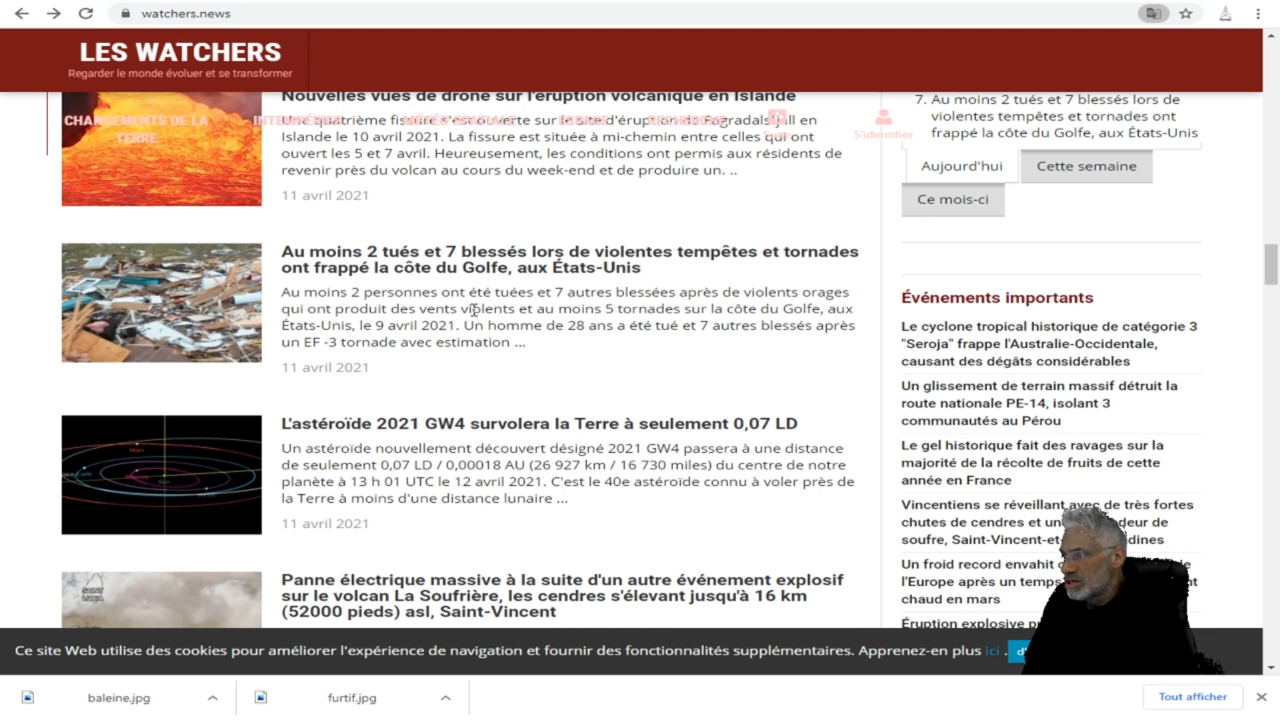 watchers.news
LES WATCHERS
Regarder le monde évoluer et se transformer
CHANGEMENTS DE LA
TERRE
S'identifier
Nouvelles vues de drone sur l'éruption volcanique en Islande
Islande le 10 avril 2021. La fissure est située à mi-chemin entre celles qui ont
ouvert les 5 et 7 avril. Heureusement, les conditions ont permis aux résidents de
revenir près du volcan au cours du week-end et de produire un. ..
11 avril 2021
Au moins 2 tués et 7 blessés lors de violentes tempêtes et tornades
ont frappé la côte du Golfe, aux États-Unis
Au moins 2 personnes ont été tuées et 7 autres blessées après de violents orages
qui ont produit des vents violents et au moins 5 tornades sur la côte du Golfe, aux
États-Unis, le 9 avril 2021. Un homme de 28 ans a été tué et 7 autres blessés après
un EF -3 tornade avec estimation ...
11 avril 2021
L'astéroïde 2021 GW4 survolera la Terre à seulement 0,07 LD
Un astéroïde nouvellement découvert désigné 2021 GW4 passera à une distance
de seulement 0,07 LD / 0,00018 AU (26 927 km / 16 730 miles) du centre de notre
planète à 13 h 01 UTC le 12 avril 2021. C'est le 40e astéroïde connu à voler près de
la Terre à moins d'une distance lunaire ...
11 avril 2021
Panne électrique massive à la suite d'un autre événement explosif
sur le volcan La Soufrière, les cendres s'élevant jusqu'à 16 km
(52000 pieds) asl, Saint-Vincent
SAINT
LUCIA
7. Au moins 2 tués et 7 blessés lors de
violentes tempêtes et tornades ont
frappé la côte du Golfe, aux États-Unis
Aujourd'hui
Cette semaine
Ce mois-ci
Événements importants
Le cyclone tropical historique de catégorie 3
"Seroja" frappe l'Australie-Occidentale,
causant des dégâts considérables
Un glissement de terrain massif détruit la
route nationale PE-14, isolant 3
communautés au Pérou
Le gel historique fait des ravages sur la
majorité de la récolte de fruits de cette
année en France
Vincentiens se réveillant avec de très fortes
chutes de cendres et de
soufre,
Un froid record envahit
l'Europe après un temps
chaud en mars
Éruption explosive
Ce site Web utilise des cookies pour améliorer l'expérience de navigation et fournir des fonctionnalités supplémentaires. Apprenez-en plus ici .
baleine.jpg
furtif.jpg
Tout afficher